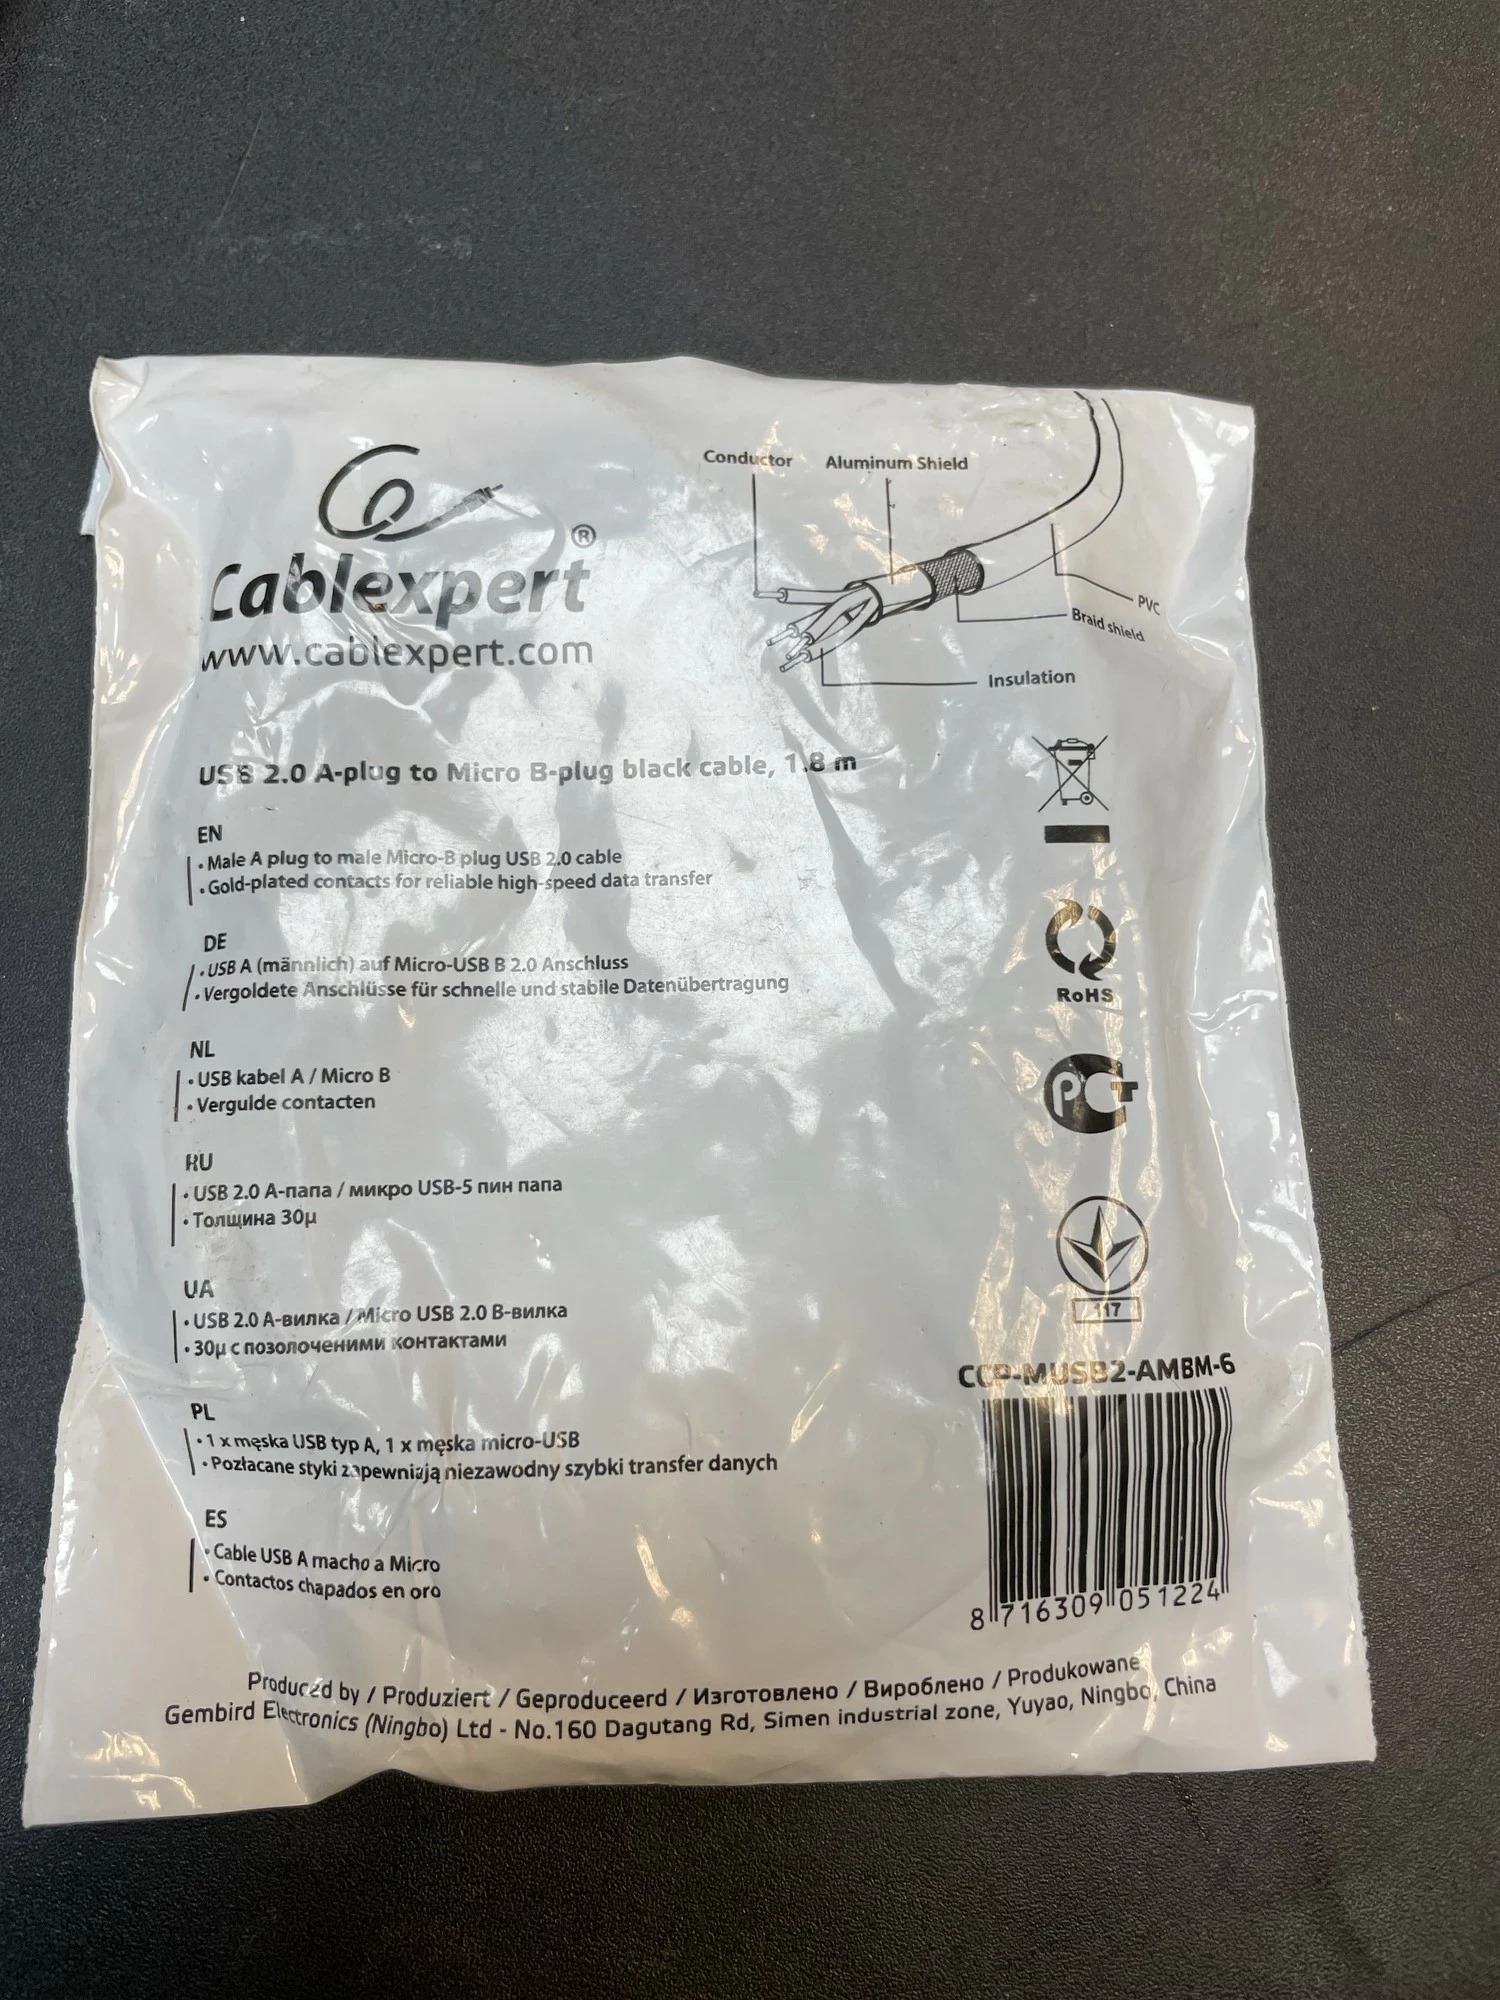 Conductor
Aluminum Shield
PVC
Braid shield
Insulation
®
Cablexpert
www.cablexpert.com
USB 2.0 A-plug to Micro B-plug black cable, 1.8 m
EN
• Male A plug to male Micro-B plug USB 2.0 cable
• Gold-plated contacts for reliable high-speed data transfer
DE
• USB A (männlich) auf Micro-USB B 2.0 Anschluss
• Vergoldete Anschlüsse für schnelle und stabile Datenübertragung
NL
• USB kabel A / Micro B
• Vergulde contacten
RU
• USB 2.0 А-папа / микро USB-5 пин папа
• Толщина 30µ
UA
• USB 2.0 А-вилка / Micro USB 2.0 В-вилка
• 30µ с позолоченими контактами
PL
• 1 x męska USB typ A, 1 x męska micro-USB
• Pozłacane styki zapewniają niezawodny szybki transfer danych
ES
• Cable USB A macho a Micro
• Contactos chapados en oro
RoHS
РСТ
117
CCP-MUSB2-AMBM-6
8 716309 051224
Produced by / Produziert / Geproduceerd / Изготовлено / Вироблено / Produkowane
Gembird Electronics (Ningbo) Ltd - No.160 Dagutang Rd, Simen industrial zone, Yuyao, Ningbo, China